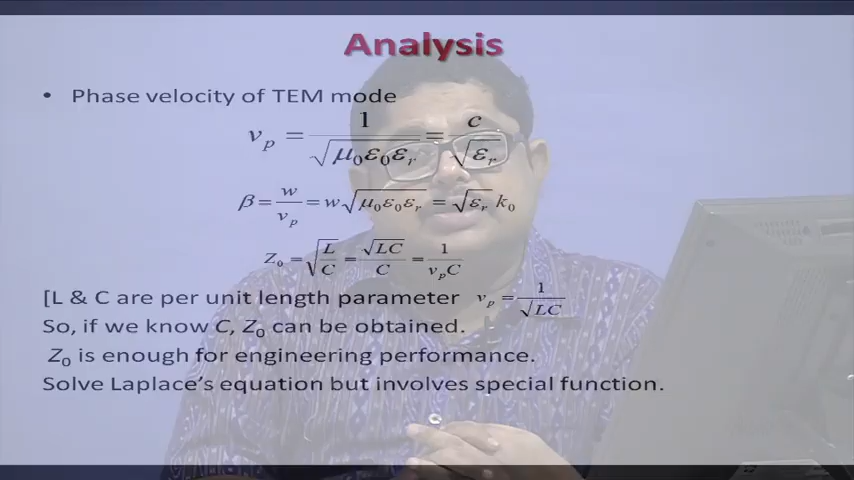 Analysis
• Phase velocity of TEM mode
v_p = 1/√(μ₀ε₀ε_r) = c/√ε_r
β = w/v_p = w√(μ₀ε₀ε_r) = √ε_r k₀
Z₀ = √(L/C) = √(LC)/C = 1/(v_p C)
[L & C are per unit length parameter v_p = 1/√(LC)
So, if we know C, Z₀ can be obtained.
Z₀ is enough for engineering performance.
Solve Laplace's equation but involves special function.